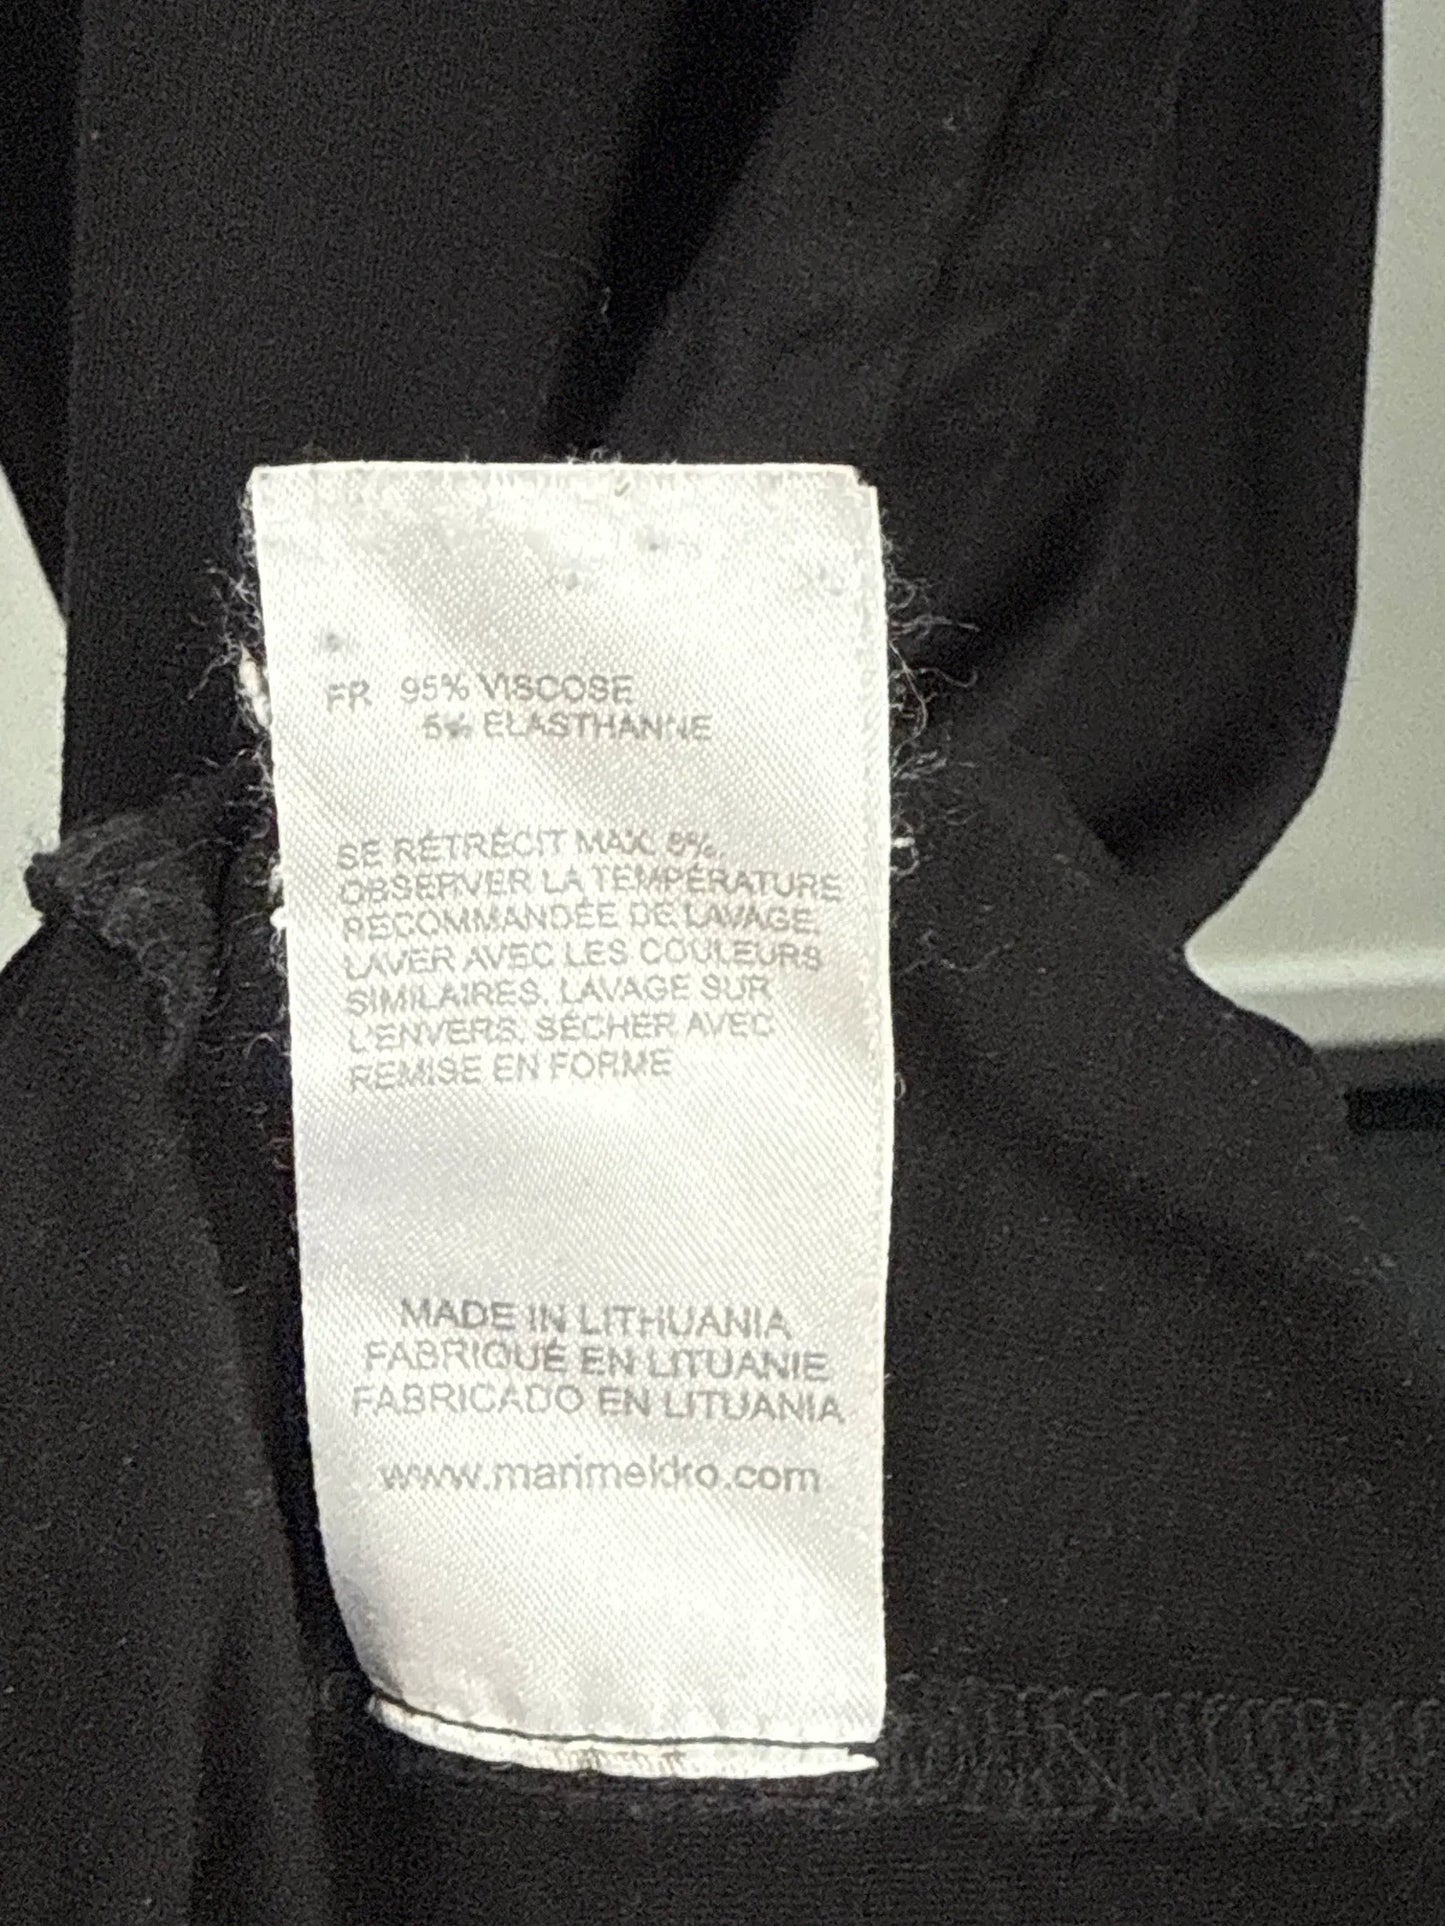 FR 95% VISCOSE
5% ELASTHANNE
SE RÉTRÉCIT MAX. 8%.
OBSERVER LA TEMPÉRATURE
RECOMMANDÉE DE LAVAGE
LAVER AVEC LES COULEURS
SIMILAIRES. LAVAGE SUR
L'ENVERS. SÉCHER AVEC
REMISE EN FORME
MADE IN LITHUANIA
FABRIQUÉ EN LITUANIE
FABRICADO EN LITUANIA
www.marimekko.com